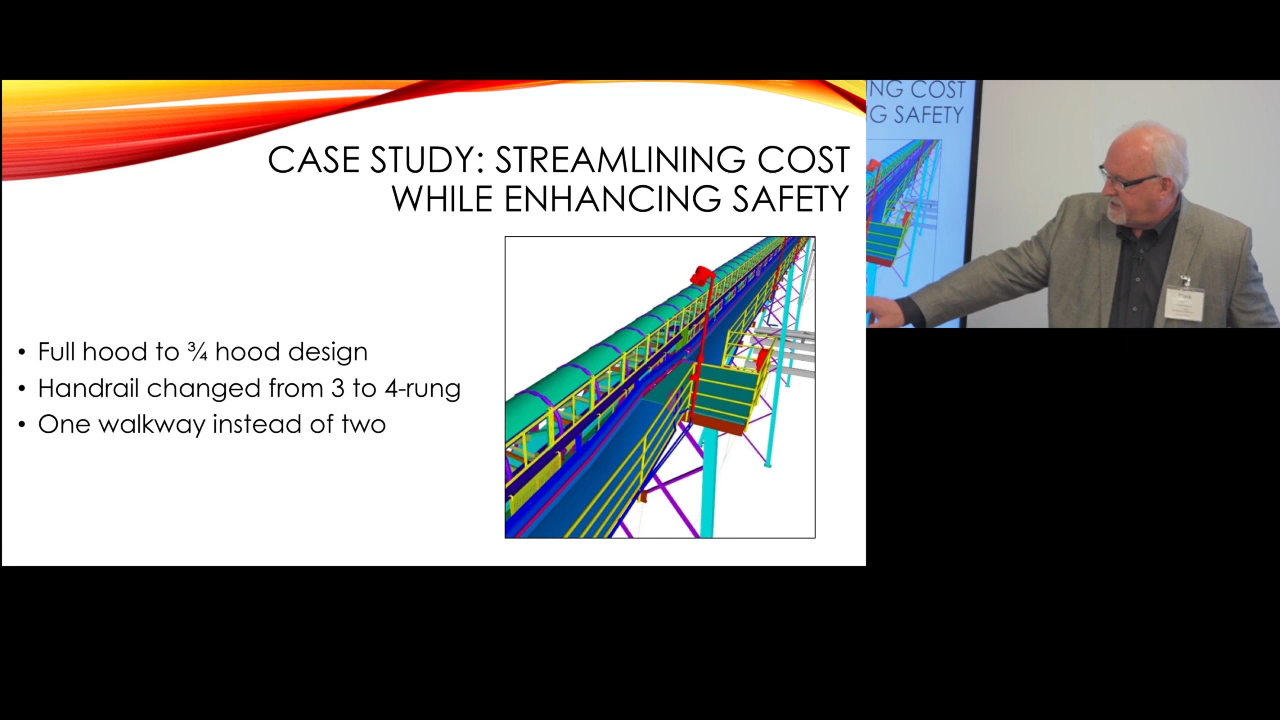 CASE STUDY: STREAMLINING COST
WHILE ENHANCING SAFETY
• Full hood to ¾ hood design
• Handrail changed from 3 to 4-rung
• One walkway instead of two
NG COST
G SAFETY